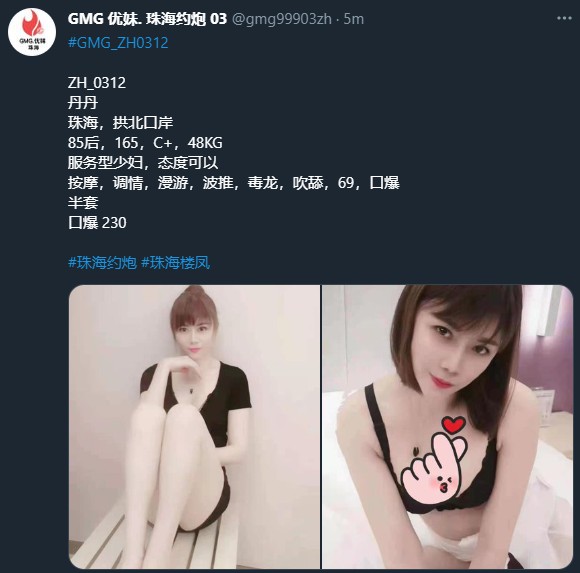 GMG 优妹. 珠海约炮 03 @gmg99903zh · 5m
#GMG_ZH0312
ZH_0312
丹丹
珠海，拱北口岸
85后，165，C+，48KG
服务型少妇，态度可以
按摩，调情，漫游，波推，毒龙，吹舔，69，口爆
半套
口爆 230
#珠海约炮 #珠海楼凤
GMG.优妹
珠海